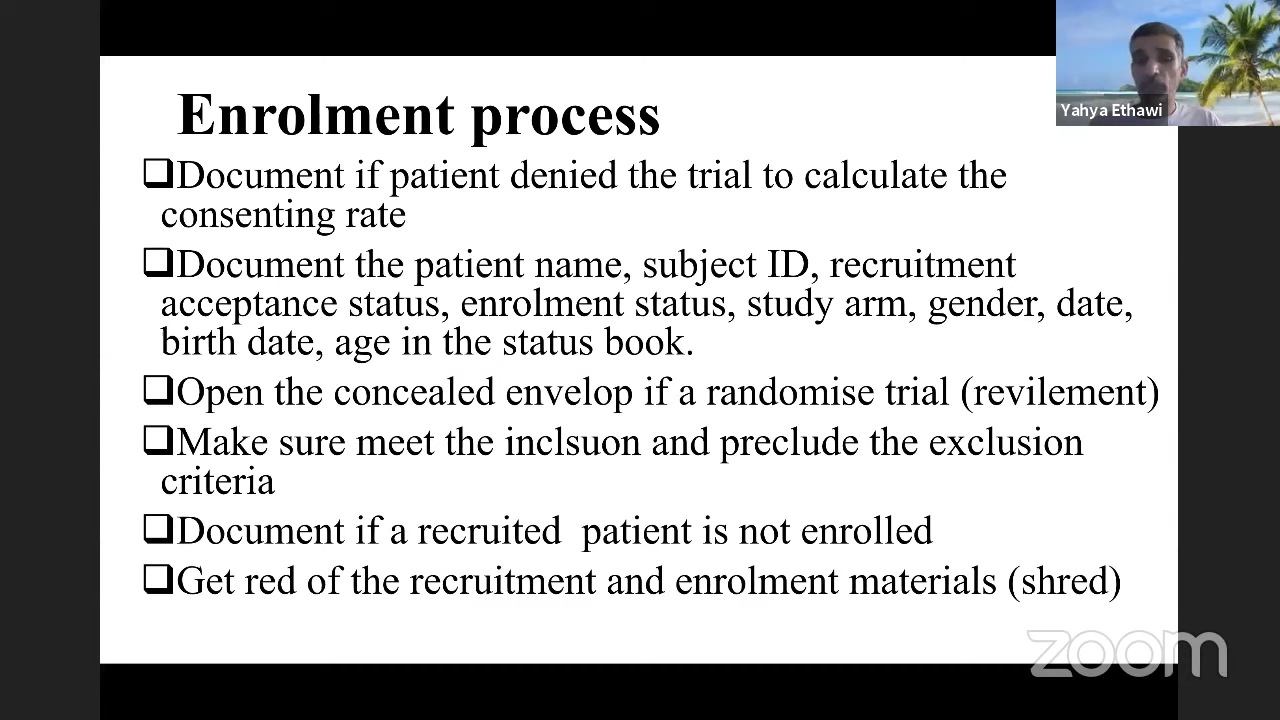 Enrolment process
❑Document if patient denied the trial to calculate the
consenting rate
❑Document the patient name, subject ID, recruitment
acceptance status, enrolment status, study arm, gender, date,
birth date, age in the status book.
❑Open the concealed envelop if a randomise trial (revilement)
❑Make sure meet the inclsuon and preclude the exclusion
criteria
❑Document if a recruited  patient is not enrolled
❑Get red of the recruitment and enrolment materials (shred)
Yahya Ethawi
zoom